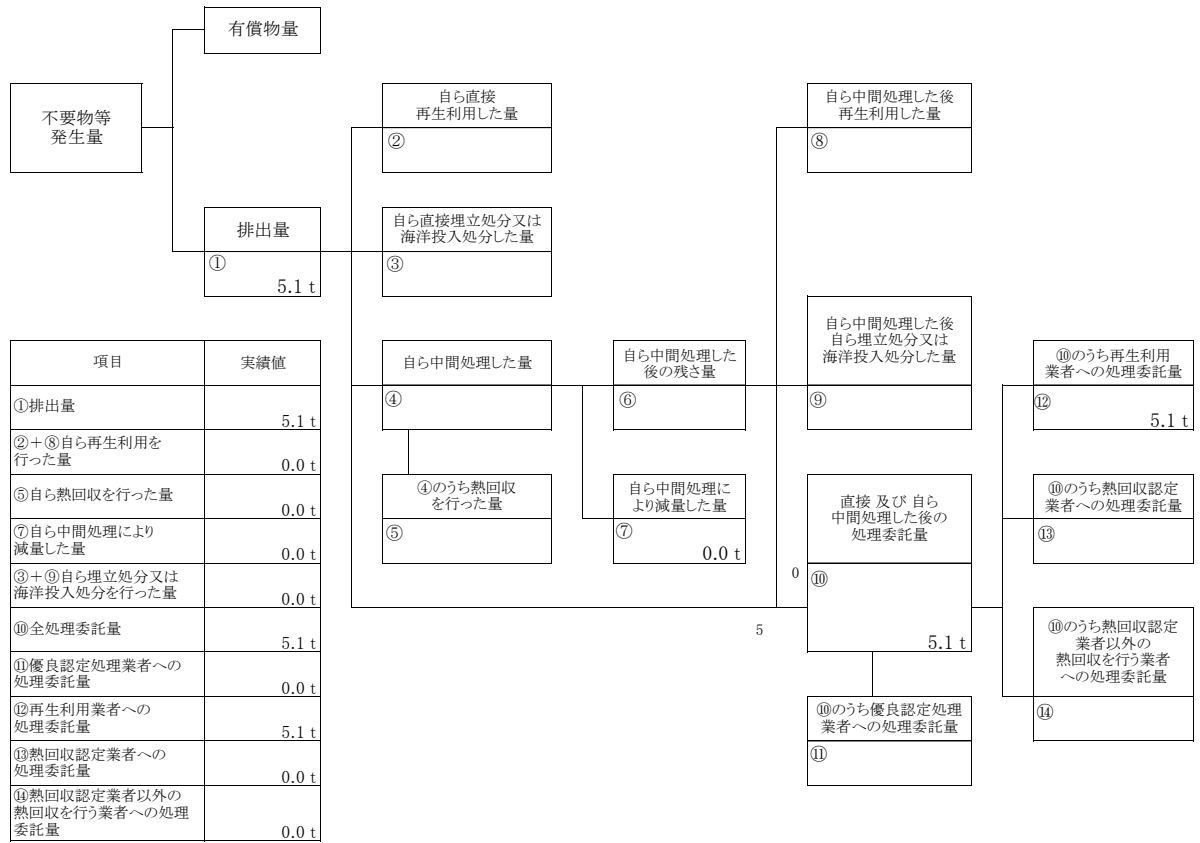 有償物量
不要物等
発生量
自ら直接
再生利用した量
②
自ら中間処理した後
再生利用した量
⑧
排出量
①
5.1 t
自ら直接埋立処分又は
海洋投入処分した量
③
自ら中間処理した量
④
自ら中間処理した
後の残さ量
⑥
自ら中間処理した後
自ら埋立処分又は
海洋投入処分した量
⑨
⑩のうち再生利用
業者への処理委託量
⑫
5.1 t
④のうち熱回収
を行った量
⑤
自ら中間処理に
より減量した量
⑦
0.0 t
直接 及び 自ら
中間処理した後の
処理委託量
0
⑩
5
5.1 t
⑩のうち熱回収認定
業者への処理委託量
⑬
⑩のうち熱回収認定
業者以外の
熱回収を行う業者
への処理委託量
⑭
⑩のうち優良認定処理
業者への処理委託量
⑪
項目 実績値
①排出量
5.1 t
②+⑧自ら再生利用を
行った量
0.0 t
⑤自ら熱回収を行った量
0.0 t
⑦自ら中間処理により
減量した量
0.0 t
③+⑨自ら埋立処分又は
海洋投入処分を行った量
0.0 t
⑩全処理委託量
5.1 t
⑪優良認定処理業者への
処理委託量
0.0 t
⑫再生利用業者への
処理委託量
5.1 t
⑬熱回収認定業者への
処理委託量
0.0 t
⑭熱回収認定業者以外の
熱回収を行う業者への処理
委託量
0.0 t